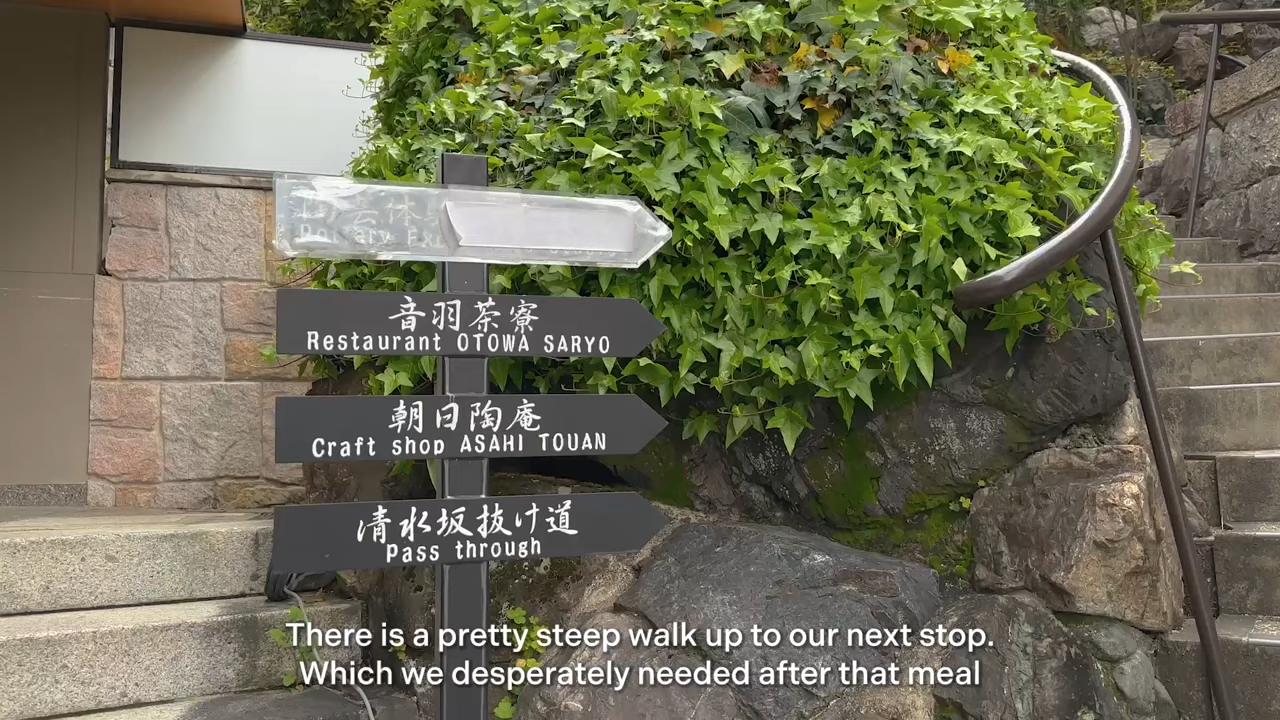 音羽茶寮
Restaurant OTOWA SARYO
朝日陶庵
Craft shop ASAHI TOUAN
清水坂抜け道
Pass through
There is a pretty steep walk up to our next stop.
Which we desperately needed after that meal